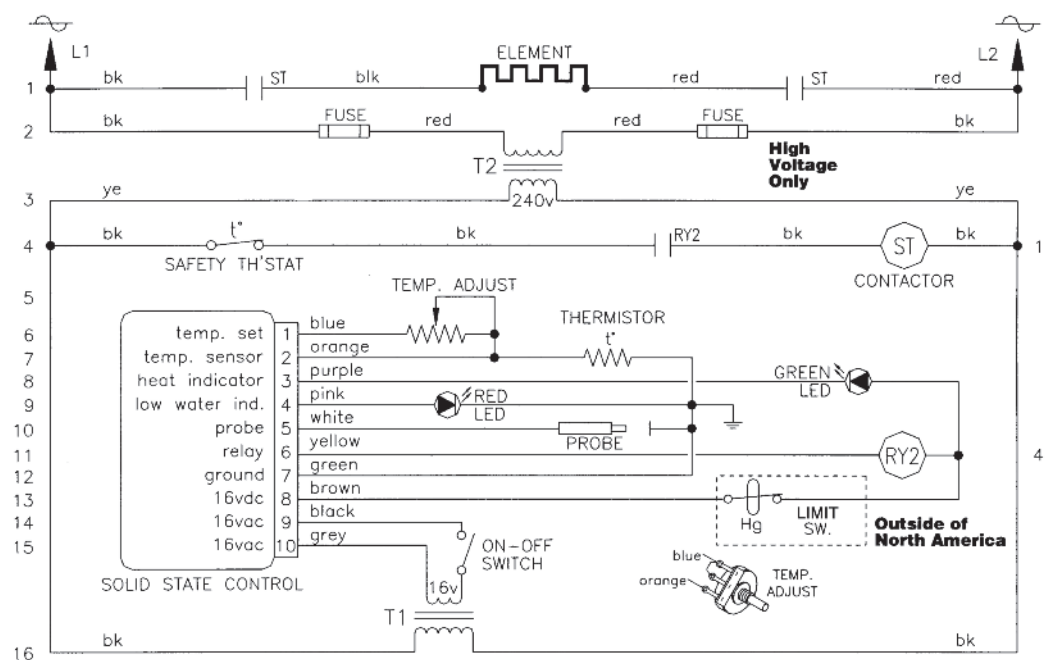 L1
L2
ELEMENT
1 bk ST blk red ST red
2 bk FUSE red red FUSE bk
High
Voltage
Only
T2
3 ye 240v ye
4 bk t° bk RY2 bk ST bk 1
SAFETY TH'STAT
CONTACTOR
5
TEMP. ADJUST
THERMISTOR
t°
6 temp. set 1 blue
7 temp. sensor 2 orange
8 heat indicator 3 purple
GREEN
LED
9 low water ind. 4 pink
RED
LED
10 probe 5 white
PROBE
11 relay 6 yellow RY2 4
12 ground 7 green
13 16vdc 8 brown
Hg
LIMIT
SW.
Outside of
North America
14 16vac 9 black
15 16vac 10 grey
ON-OFF
SWITCH
SOLID STATE CONTROL
16v
T1
blue
orange
TEMP.
ADJUST
16 bk bk